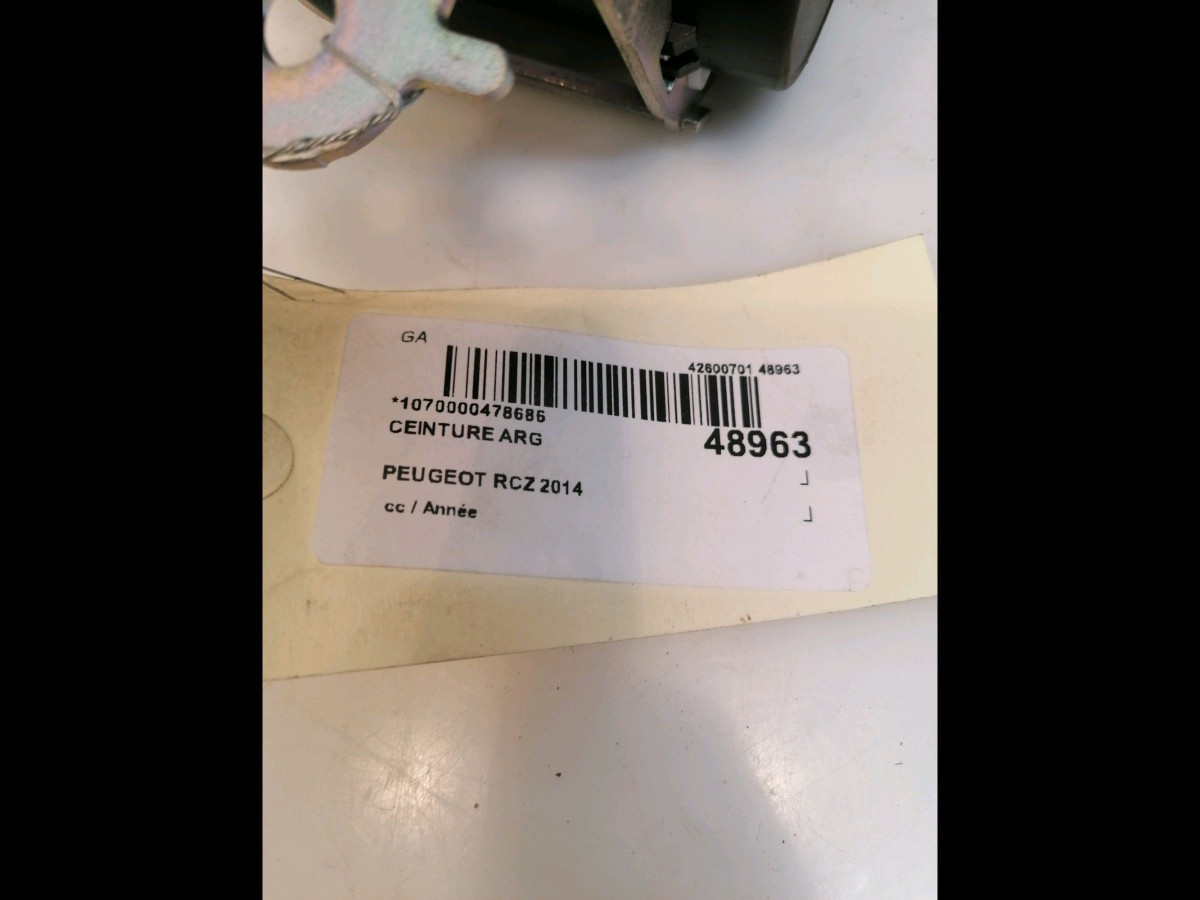 GA
42600701 48963
*1070000478686
CEINTURE ARG
48963
PEUGEOT RCZ 2014
cc / Année